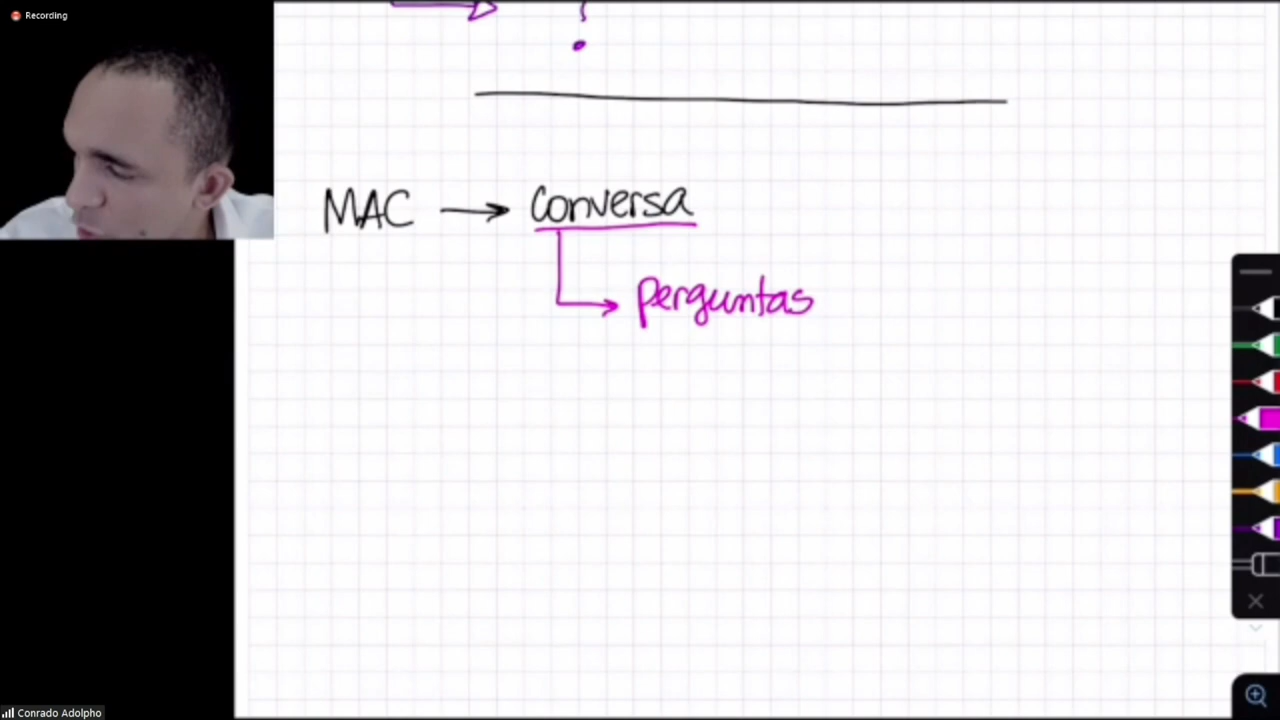 Recording
?
MAC → Conversa
perguntas
Conrado Adolpho